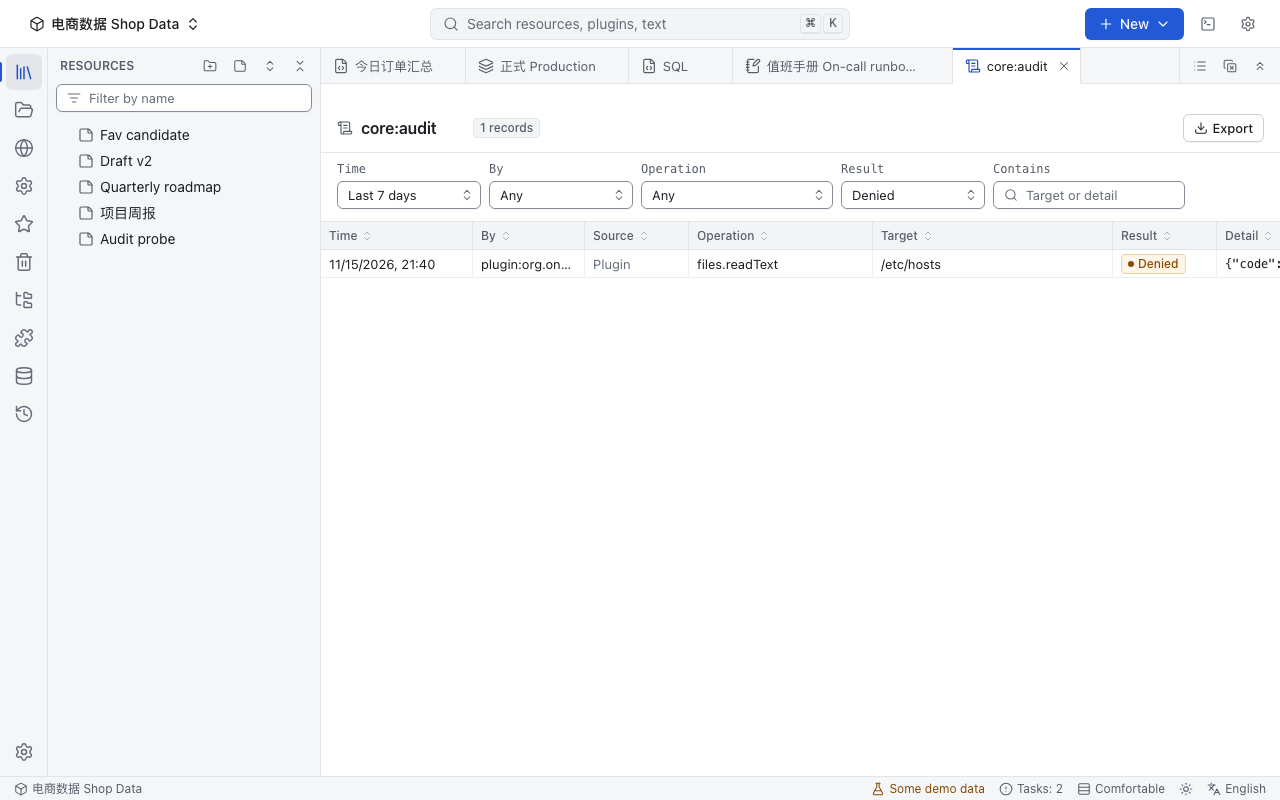 电商数据 Shop Data
Search resources, plugins, text
⌘ K
New
RESOURCES
Filter by name
Fav candidate
Draft v2
Quarterly roadmap
项目周报
Audit probe
今日订单汇总
正式 Production
SQL
值班手册 On-call runbo...
core:audit
core:audit
1 records
Export
Time
By
Operation
Result
Contains
Last 7 days
Any
Any
Denied
Target or detail
Time
By
Source
Operation
Target
Result
Detail
11/15/2026, 21:40
plugin:org.on...
Plugin
files.readText
/etc/hosts
Denied
{"code":
电商数据 Shop Data
Some demo data
Tasks: 2
Comfortable
English